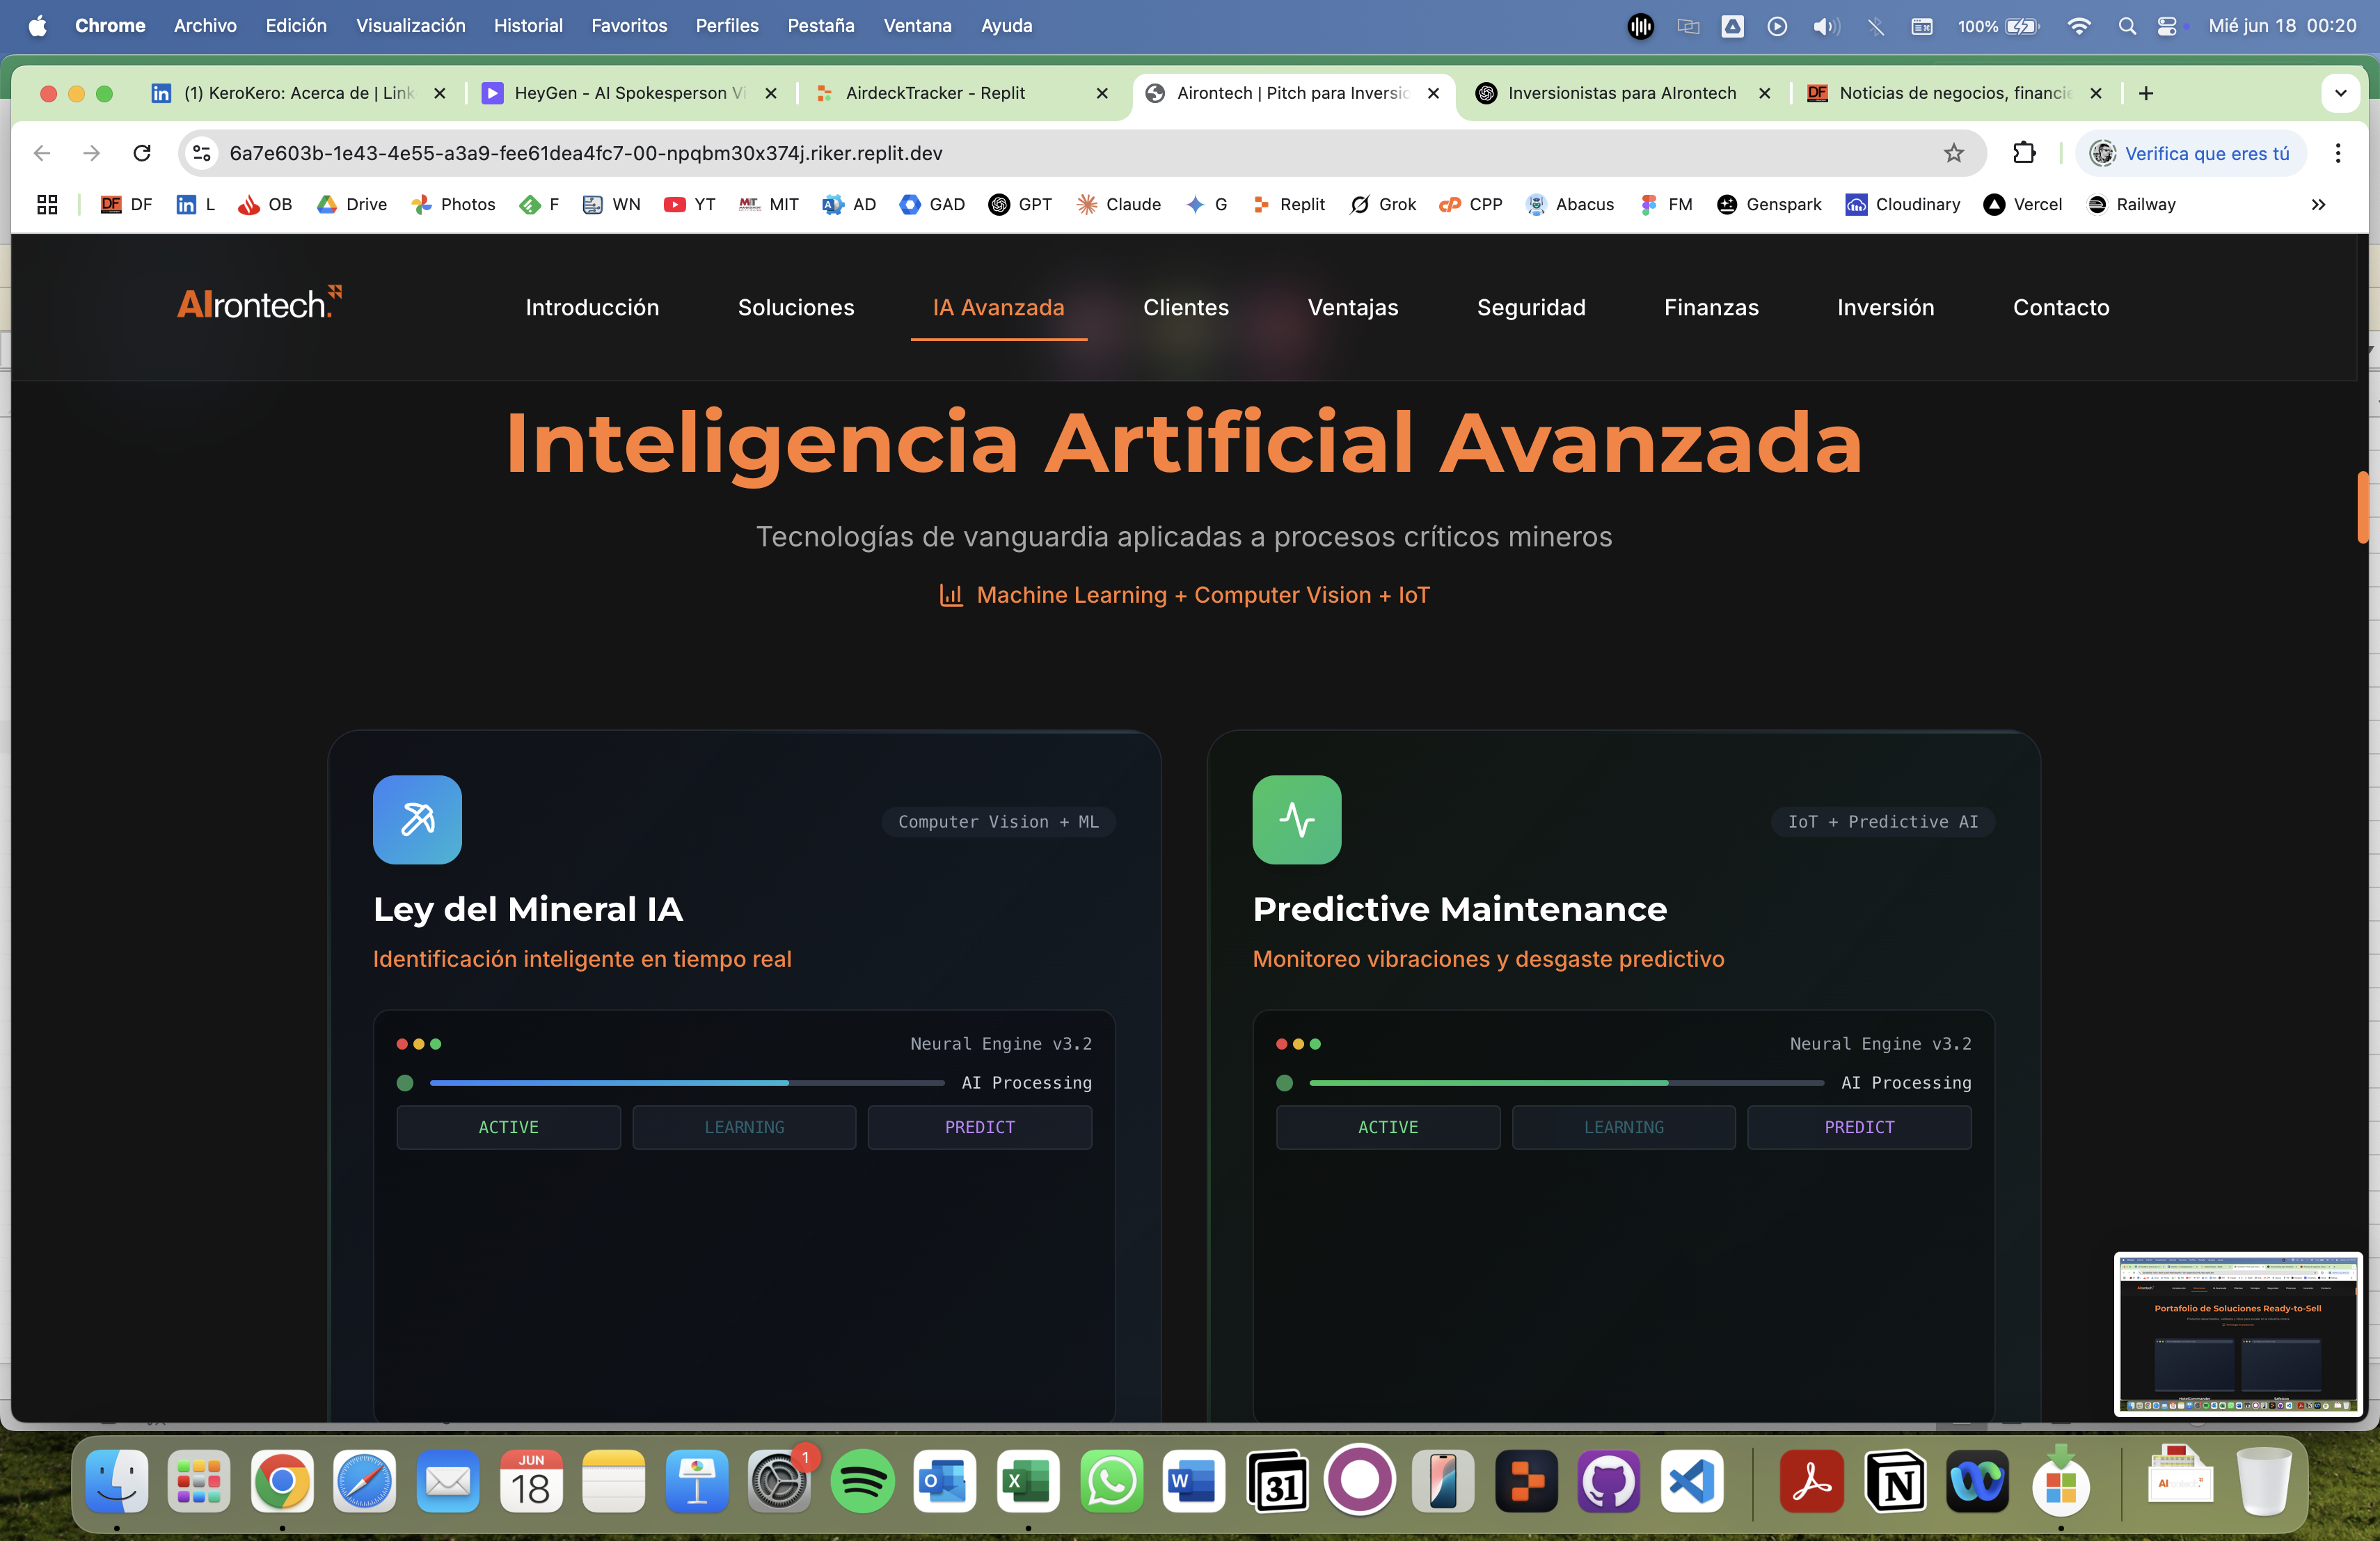 Chrome Archivo Edición Visualización Historial Favoritos Perfiles Pestaña Ventana Ayuda 100% Mié jun 18 00:20
(1) KeroKero: Acerca de | Link HeyGen - AI Spokesperson Vi AirdeckTracker - Replit Airontech | Pitch para Inversio Inversionistas para AIrontech Noticias de negocios, financie
6a7e603b-1e43-4e55-a3a9-fee61dea4fc7-00-npqbm30x374j.riker.replit.dev Verifica que eres tú
DF L OB Drive Photos F WN YT MIT AD GAD GPT Claude G Replit Grok CPP Abacus FM Genspark Cloudinary Vercel Railway
AIrontech. Introducción Soluciones IA Avanzada Clientes Ventajas Seguridad Finanzas Inversión Contacto
Inteligencia Artificial Avanzada
Tecnologías de vanguardia aplicadas a procesos críticos mineros
Machine Learning + Computer Vision + IoT
Computer Vision + ML
Ley del Mineral IA
Identificación inteligente en tiempo real
Neural Engine v3.2
AI Processing
ACTIVE LEARNING PREDICT
IoT + Predictive AI
Predictive Maintenance
Monitoreo vibraciones y desgaste predictivo
Neural Engine v3.2
AI Processing
ACTIVE LEARNING PREDICT
Portafolio de Soluciones Ready-to-Sell
JUN
18
1
31